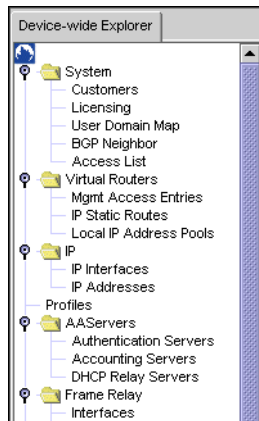 Device-wide Explorer
System
Customers
Licensing
User Domain Map
BGP Neighbor
Access List
Virtual Routers
Mgmt Access Entries
IP Static Routes
Local IP Address Pools
IP
IP Interfaces
IP Addresses
Profiles
AAServers
Authentication Servers
Accounting Servers
DHCP Relay Servers
Frame Relay
Interfaces